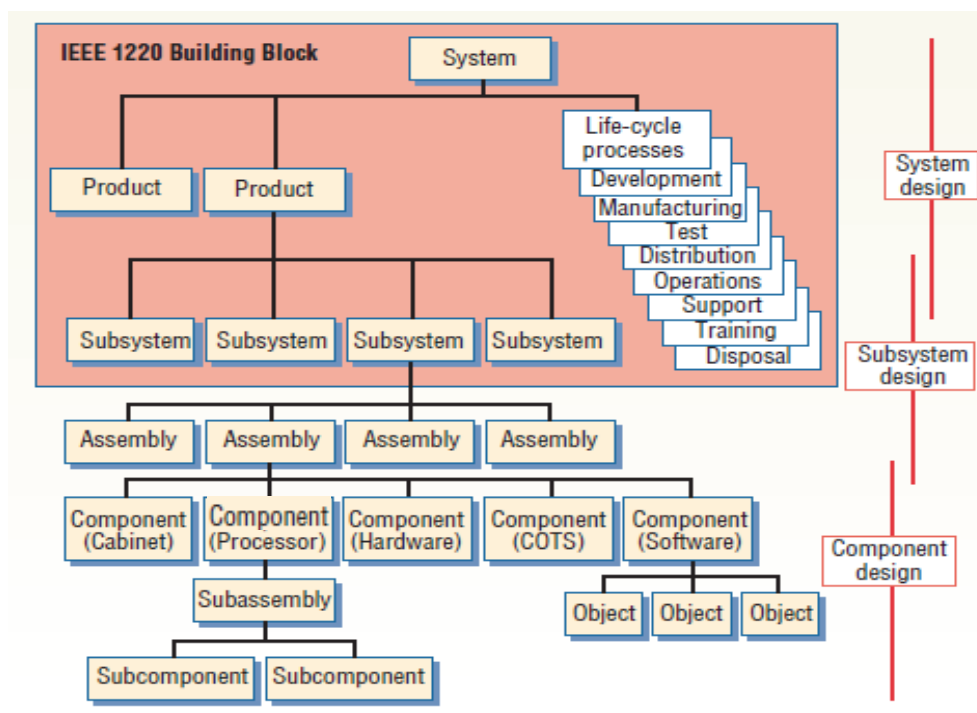 IEEE 1220 Building Block
System
Life-cycle
processes
Development
Manufacturing
Test
Distribution
Operations
Support
Training
Disposal
Product
Product
Subsystem
Subsystem
Subsystem
Subsystem
Assembly
Assembly
Assembly
Assembly
Component
(Cabinet)
Component
(Processor)
Component
(Hardware)
Component
(COTS)
Component
(Software)
Subassembly
Object
Object
Object
Subcomponent
Subcomponent
System
design
Subsystem
design
Component
design